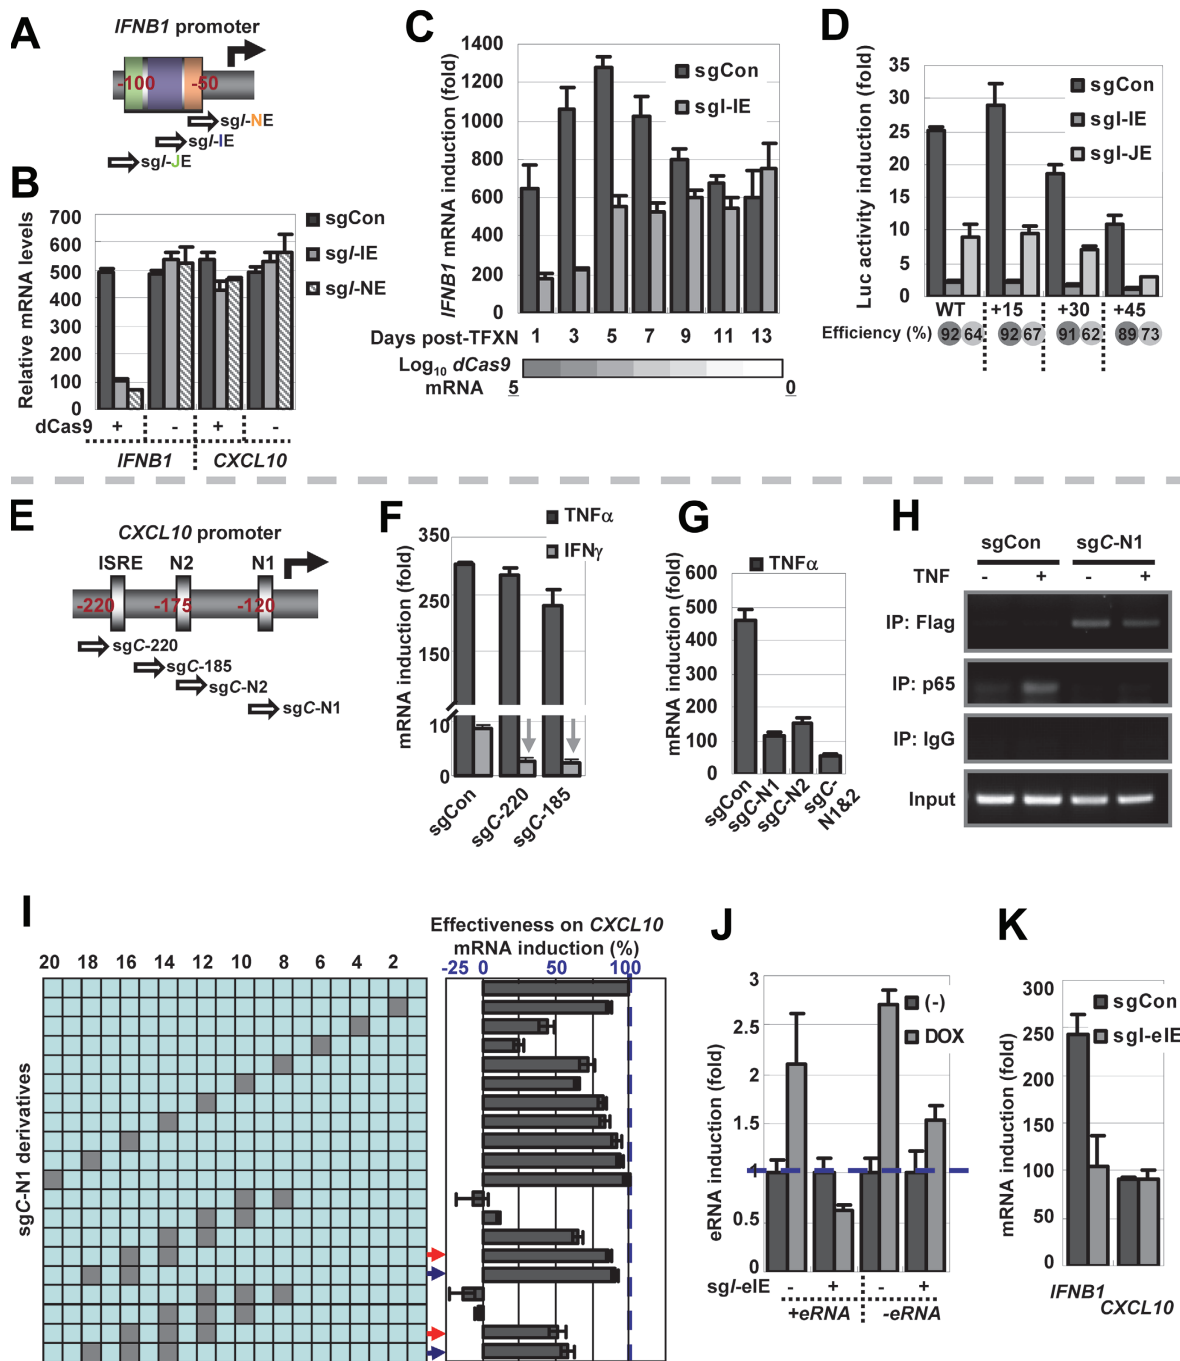 A
IFNB1 promoter
-100
-50
sgI-NE
sgI-IE
sgI-JE
B
Relative mRNA levels
700
600
500
400
300
200
100
0
sgCon
sgI-IE
sgI-NE
dCas9 + - + -
IFNB1 CXCL10
C
IFNB1 mRNA induction (fold)
1400
1200
1000
800
600
400
200
0
sgCon
sgI-IE
Days post-TFXN 1 3 5 7 9 11 13
Log10 dCas9
mRNA
5
0
D
Luc activity induction (fold)
35
30
25
20
15
10
5
0
sgCon
sgI-IE
sgI-JE
WT +15 +30 +45
Efficiency (%) 92 64 92 67 91 62 89 73
E
CXCL10 promoter
ISRE N2 N1
-220 -175 -120
sgC-220
sgC-185
sgC-N2
sgC-N1
F
mRNA induction (fold)
TNFα
IFNγ
350
250
150
10
0
sgCon
sgC-220
sgC-185
G
mRNA induction (fold)
TNFα
600
500
400
300
200
100
0
sgCon
sgC-N1
sgC-N2
sgC-
N1&2
H
sgCon sgC-N1
TNF - + - +
IP: Flag
IP: p65
IP: IgG
Input
I
sgC-N1 derivatives
20 18 16 14 12 10 8 6 4 2
Effectiveness on CXCL10
mRNA induction (%)
-25 0 50 100
J
eRNA induction (fold)
3
2.5
2
1.5
1
0.5
0
(-)
DOX
sgI-eIE - + - +
+eRNA -eRNA
K
mRNA induction (fold)
300
250
200
150
100
50
0
sgCon
sgI-eIE
IFNB1
CXCL10